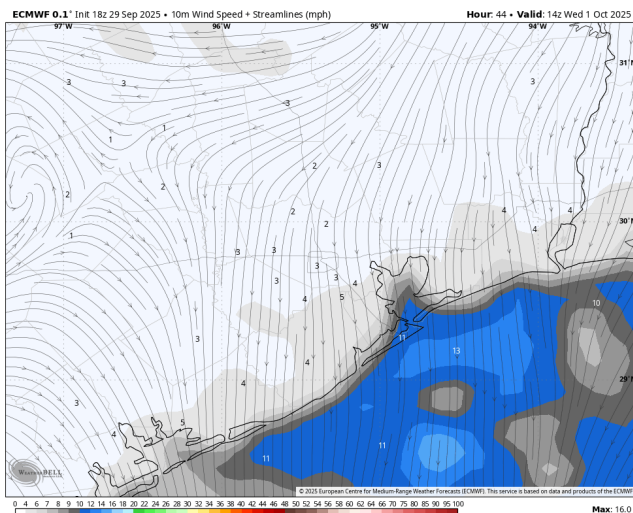 ECMWF 0.1° Init 18z 29 Sep 2025 • 10m Wind Speed + Streamlines (mph) Hour: 44 • Valid: 14z Wed 1 Oct 2025
97°W 96°W 95°W 94°W
31°N
3 3 3
3
1
1
2 3
2 2
2 4 4
30°N
2 4
1
3 3
3
3 3 4
4 5
10
11
3
13
4
29°N
4
3
5
4
11
11 11
WeatherBELL
© 2025 European Centre for Medium-Range Weather Forecasts (ECMWF). This service is based on data and products of the ECMWF
0 4 6 8 9 10 12 14 16 18 20 22 24 26 28 30 32 34 36 38 40 42 44 46 48 50 52 54 56 58 60 65 70 75 80 85 90 95 100
Max: 16.0